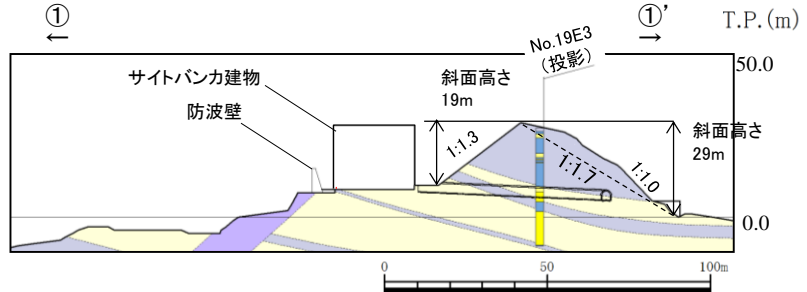 ①
①’
T.P.(m)
←
→
No.19E3
(投影)
50.0
サイトバンカ建物
防波壁
斜面高さ
19m
斜面高さ
29m
1:1.3
1:1.7
1:1.0
0.0
0
50
100m